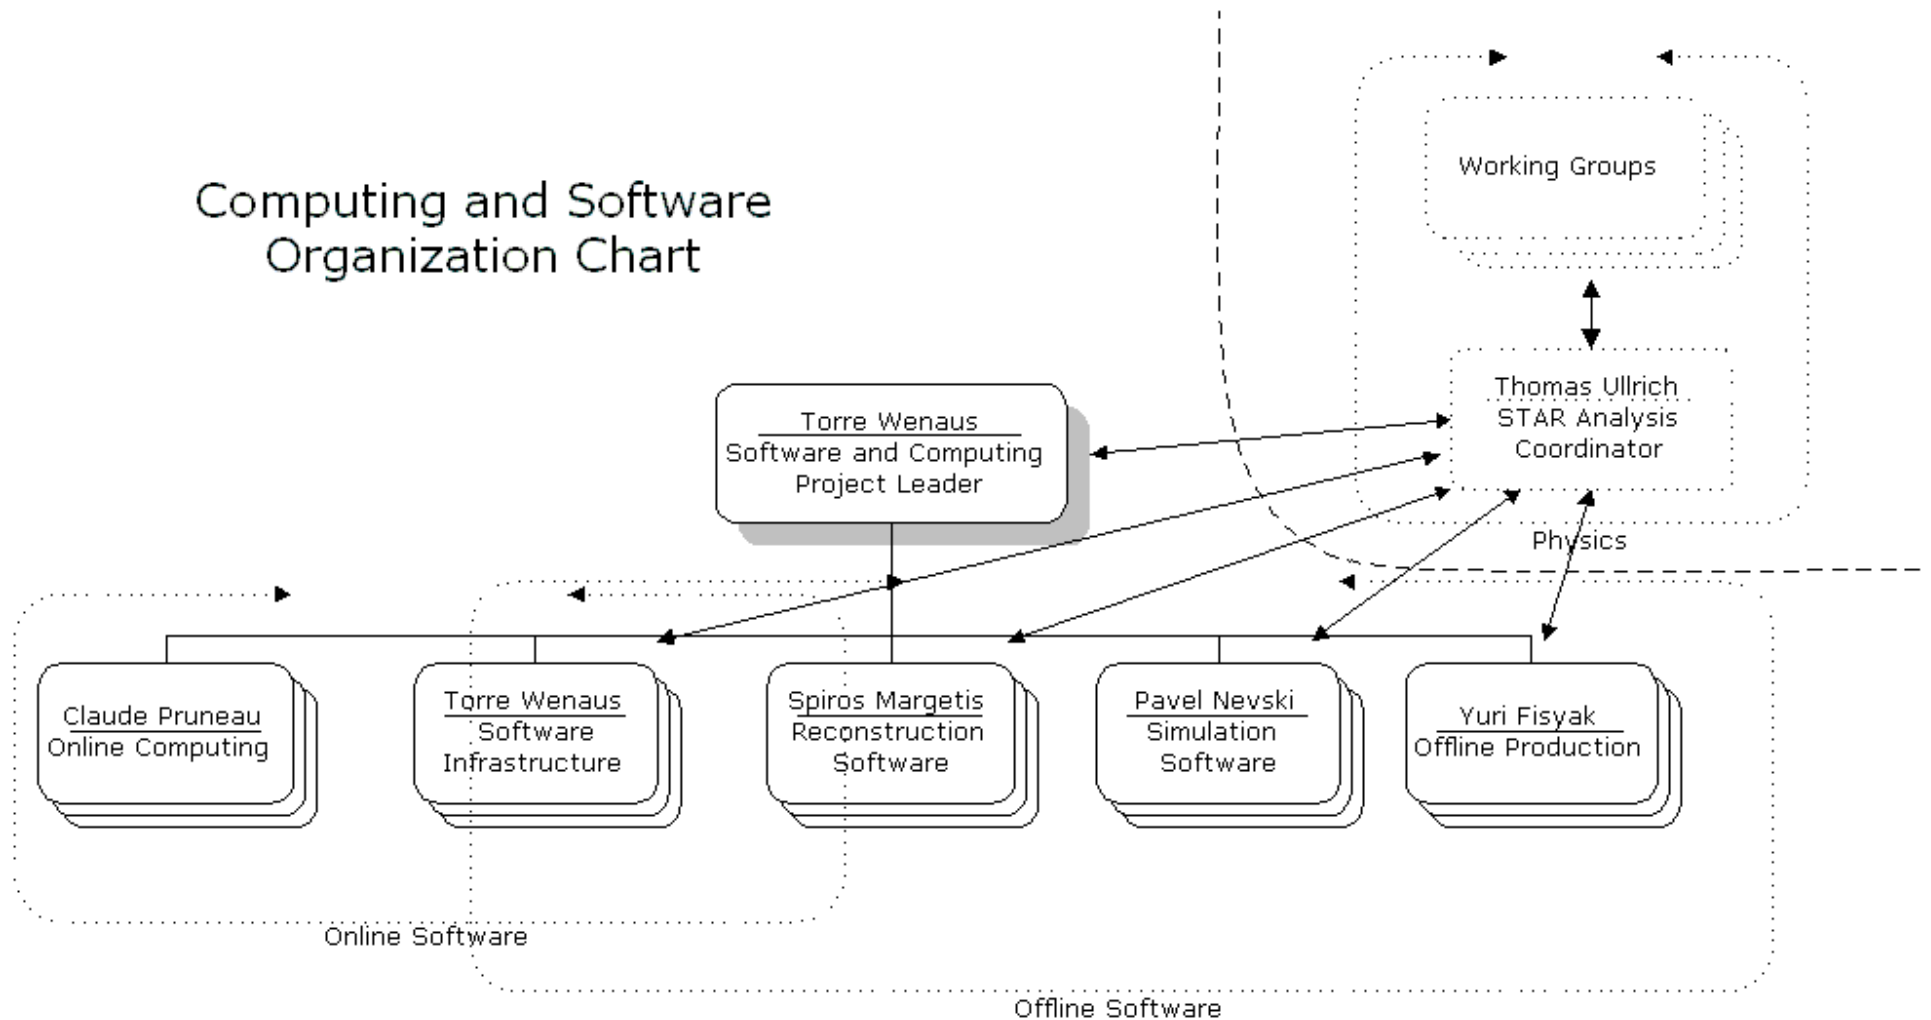 Computing and Software
Organization Chart
Working Groups
Thomas Ullrich
STAR Analysis
Coordinator
Physics
Torre Wenaus
Software and Computing
Project Leader
Claude Pruneau
Online Computing
Torre Wenaus
Software
Infrastructure
Spiros Margetis
Reconstruction
Software
Pavel Nevski
Simulation
Software
Yuri Fisyak
Offline Production
Online Software
Offline Software